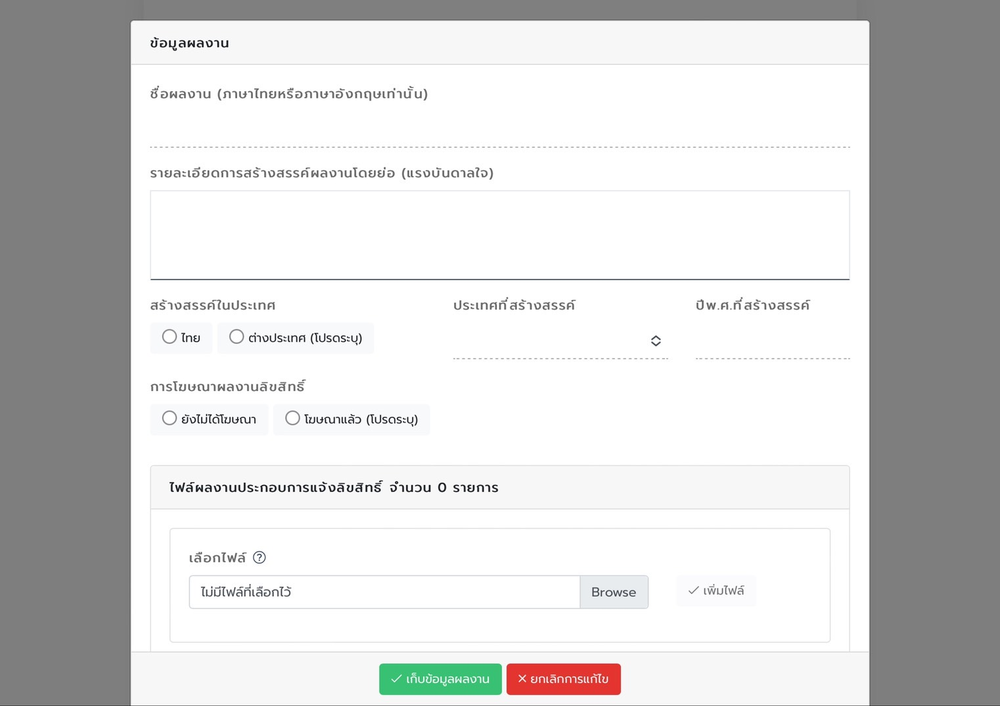 ข้อมูลผลงาน
ชื่อผลงาน (ภาษาไทยหรือภาษาอังกฤษเท่านั้น)
รายละเอียดการสร้างสรรค์ผลงานโดยย่อ (แรงบันดาลใจ)
สร้างสรรค์ในประเทศ ประเทศที่สร้างสรรค์ ปีพ.ศ.ที่สร้างสรรค์
ไทย ต่างประเทศ (โปรดระบุ)
การโฆษณาผลงานลิขสิทธิ์
ยังไม่ได้โฆษณา โฆษณาแล้ว (โปรดระบุ)
ไฟล์ผลงานประกอบการแจ้งลิขสิทธิ์ จำนวน 0 รายการ
เลือกไฟล์ ?
ไม่มีไฟล์ที่เลือกไว้ Browse เพิ่มไฟล์
เก็บข้อมูลผลงาน ยกเลิกการแก้ไข